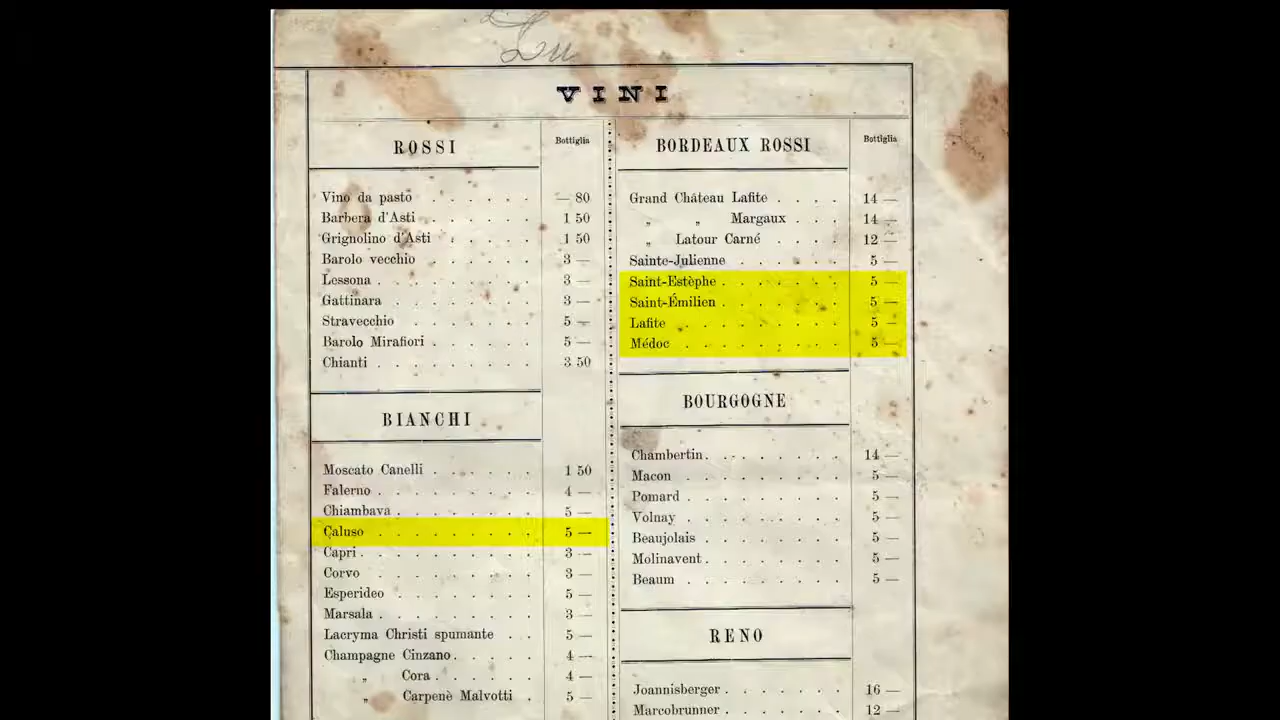 Lu
VINI
ROSSI
Bottiglia
Vino da pasto . . . . . . — 80
Barbera d'Asti . . . . . . 1 50
Grignolino d'Asti . . . . . 1 50
Barolo vecchio . . . . . . 3 —
Lessona . . . . . . . . 3 —
Gattinara . . . . . . . 3 —
Stravecchio . . . . . . . 5 —
Barolo Mirafiori . . . . . . 5 —
Chianti . . . . . . . . 3 50
BIANCHI
Moscato Canelli . . . . . 1 50
Falerno . . . . . . . . 4 —
Chiambava . . . . . . . 5 —
Caluso . . . . . . . . 5 —
Capri . . . . . . . . . 3 —
Corvo . . . . . . . . 3 —
Esperideo . . . . . . . 5 —
Marsala . . . . . . . . 3 —
Lacryma Christi spumante . . 5 —
Champagne Cinzano . . . . 4 —
„ Cora . . . . . 4 —
„ Carpenè Malvotti . 5 —
BORDEAUX ROSSI
Bottiglia
Grand Château Lafite . . . . 14 —
„ „ Margaux . . . 14 —
„ Latour Carné . . . . 12 —
Sainte-Julienne . . . . . . 5 —
Saint-Estèphe . . . . . . 5 —
Saint-Émilien . . . . . . 5 —
Lafite . . . . . . . . 5 —
Médoc . . . . . . . . 5 —
BOURGOGNE
Chambertin . . . . . . . 14 —
Macon . . . . . . . . 5 —
Pomard . . . . . . . . 5 —
Volnay . . . . . . . . 5 —
Beaujolais . . . . . . . 5 —
Molinavent . . . . . . . 5 —
Beaum . . . . . . . . 5 —
RENO
Joannisberger . . . . . . 16 —
Marcobrunner . . . . . . 12 —